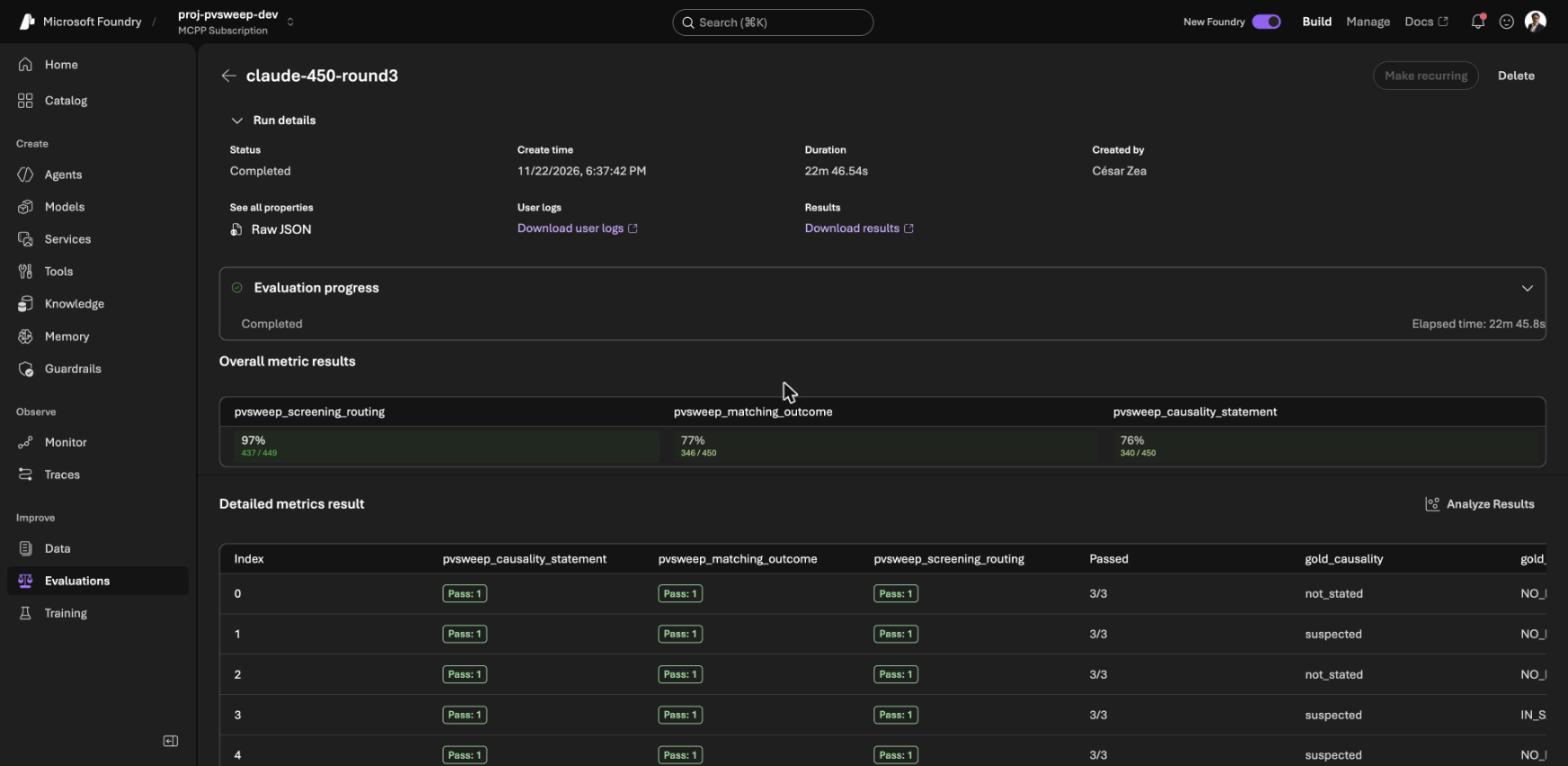 Microsoft Foundry / proj-pvsweep-dev
MCPP Subscription
Search (⌘K)
New Foundry Build Manage Docs
Home
Catalog
Create
Agents
Models
Services
Tools
Knowledge
Memory
Guardrails
Observe
Monitor
Traces
Improve
Data
Evaluations
Training
claude-450-round3
Make recurring Delete
Run details
Status Create time Duration Created by
Completed 11/22/2026, 6:37:42 PM 22m 46.54s César Zea
See all properties User logs Results
Raw JSON Download user logs Download results
Evaluation progress
Completed Elapsed time: 22m 45.8s
Overall metric results
pvsweep_screening_routing pvsweep_matching_outcome pvsweep_causality_statement
97% 77% 76%
437 / 449 346 / 450 340 / 450
Detailed metrics result Analyze Results
Index pvsweep_causality_statement pvsweep_matching_outcome pvsweep_screening_routing Passed gold_causality gold_
0 Pass: 1 Pass: 1 Pass: 1 3/3 not_stated NO_
1 Pass: 1 Pass: 1 Pass: 1 3/3 suspected NO_
2 Pass: 1 Pass: 1 Pass: 1 3/3 not_stated NO_
3 Pass: 1 Pass: 1 Pass: 1 3/3 suspected IN_S
4 Pass: 1 Pass: 1 Pass: 1 3/3 suspected NO_